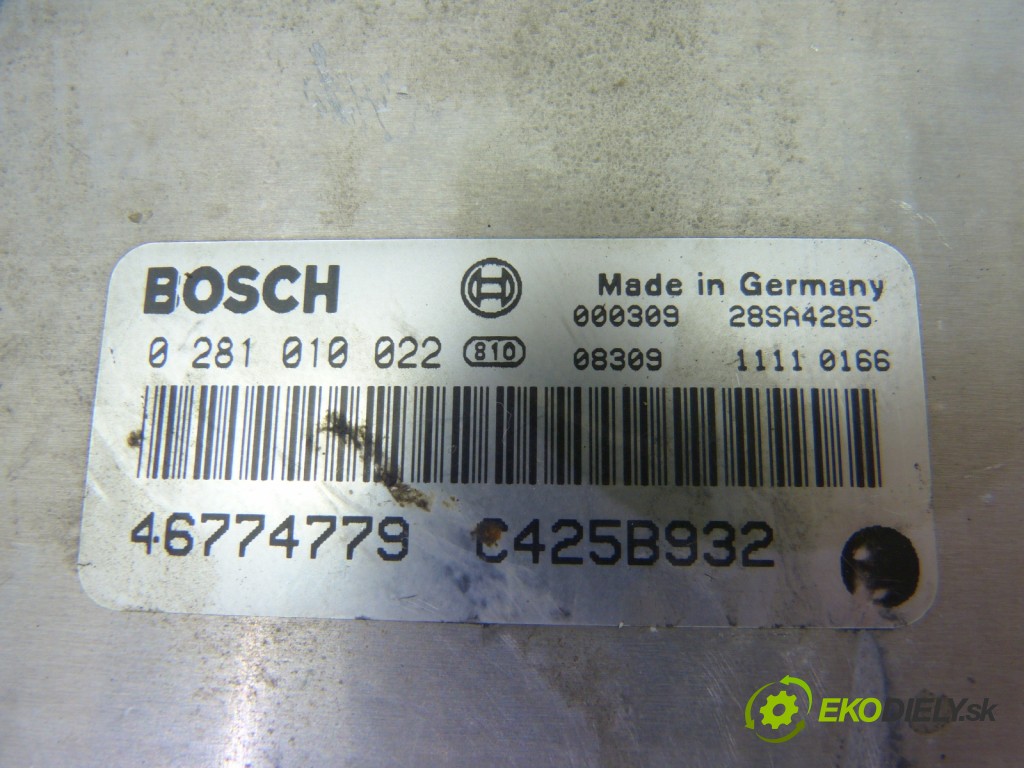 BOSCH Made in Germany
000309 28SA4285
0 281 010 022 810 08309 1111 0166
46774779 C425B932
EKODIELY.sk